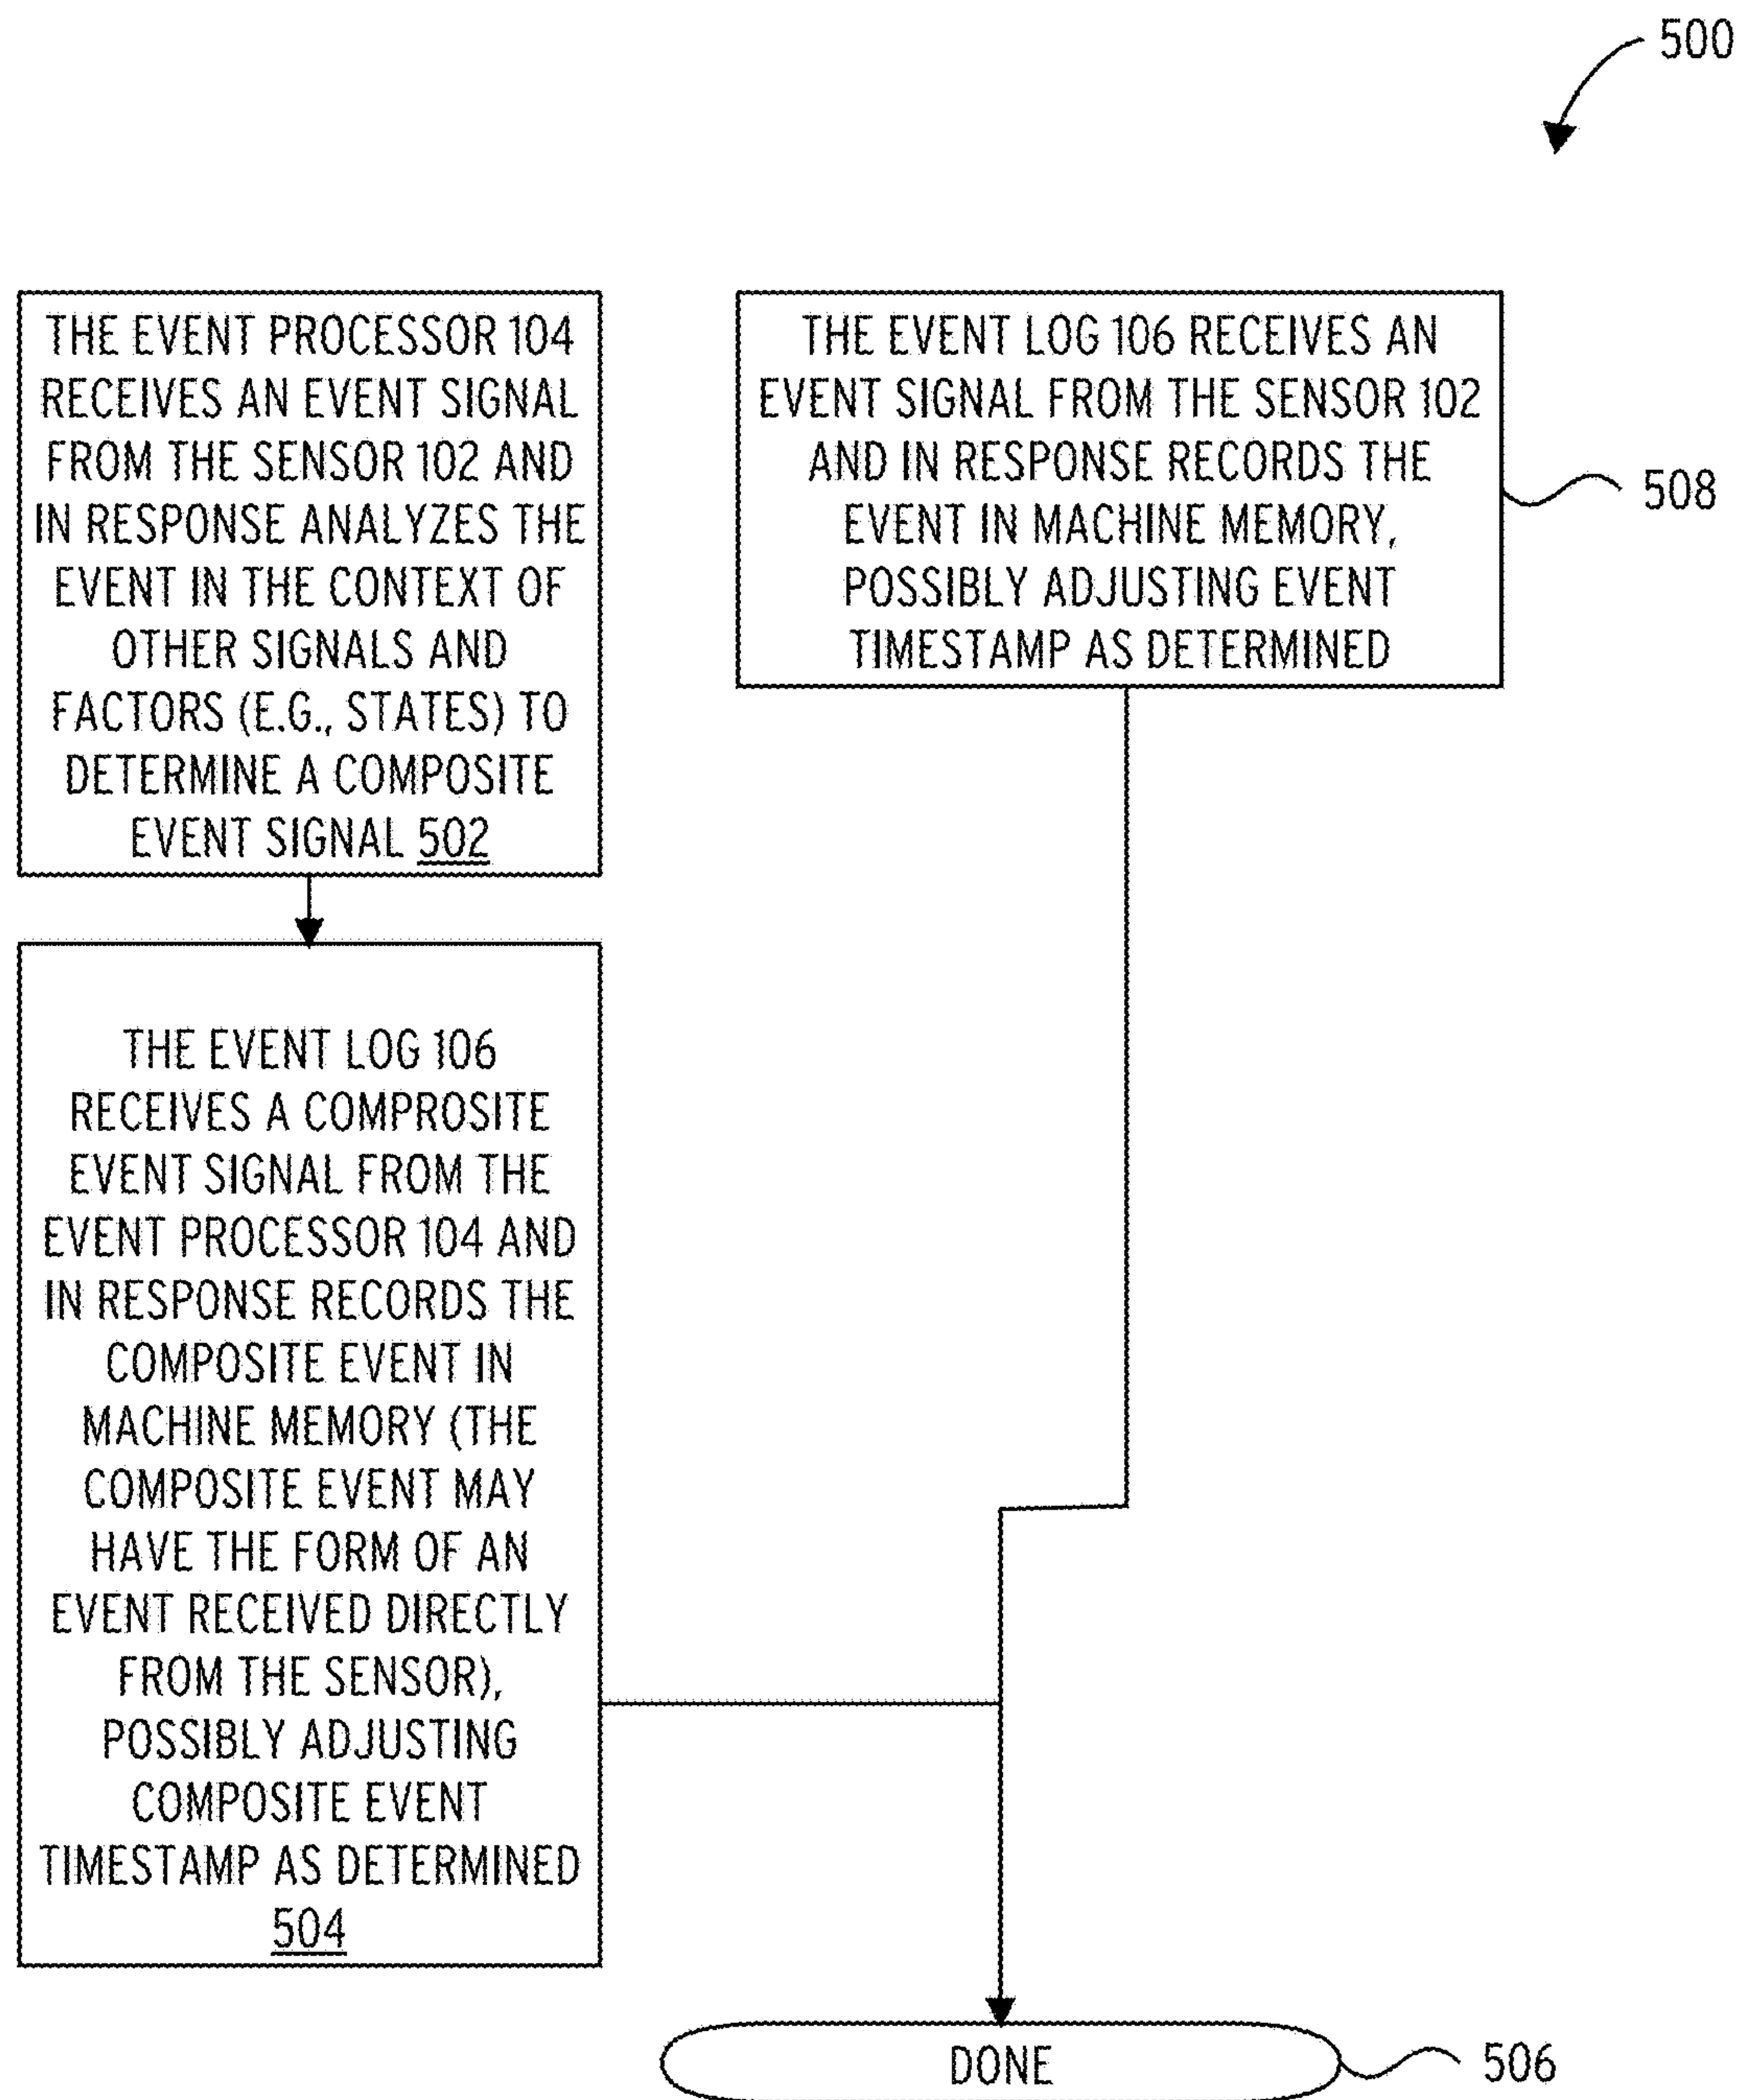 500
THE EVENT PROCESSOR 104
RECEIVES AN EVENT SIGNAL
FROM THE SENSOR 102 AND
IN RESPONSE ANALYZES THE
EVENT IN THE CONTEXT OF
OTHER SIGNALS AND
FACTORS (E.G., STATES) TO
DETERMINE A COMPOSITE
EVENT SIGNAL 502
THE EVENT LOG 106 RECEIVES AN
EVENT SIGNAL FROM THE SENSOR 102
AND IN RESPONSE RECORDS THE
EVENT IN MACHINE MEMORY,
POSSIBLY ADJUSTING EVENT
TIMESTAMP AS DETERMINED
508
THE EVENT LOG 106
RECEIVES A COMPROSITE
EVENT SIGNAL FROM THE
EVENT PROCESSOR 104 AND
IN RESPONSE RECORDS THE
COMPOSITE EVENT IN
MACHINE MEMORY (THE
COMPOSITE EVENT MAY
HAVE THE FORM OF AN
EVENT RECEIVED DIRECTLY
FROM THE SENSOR),
POSSIBLY ADJUSTING
COMPOSITE EVENT
TIMESTAMP AS DETERMINED
504
DONE
506